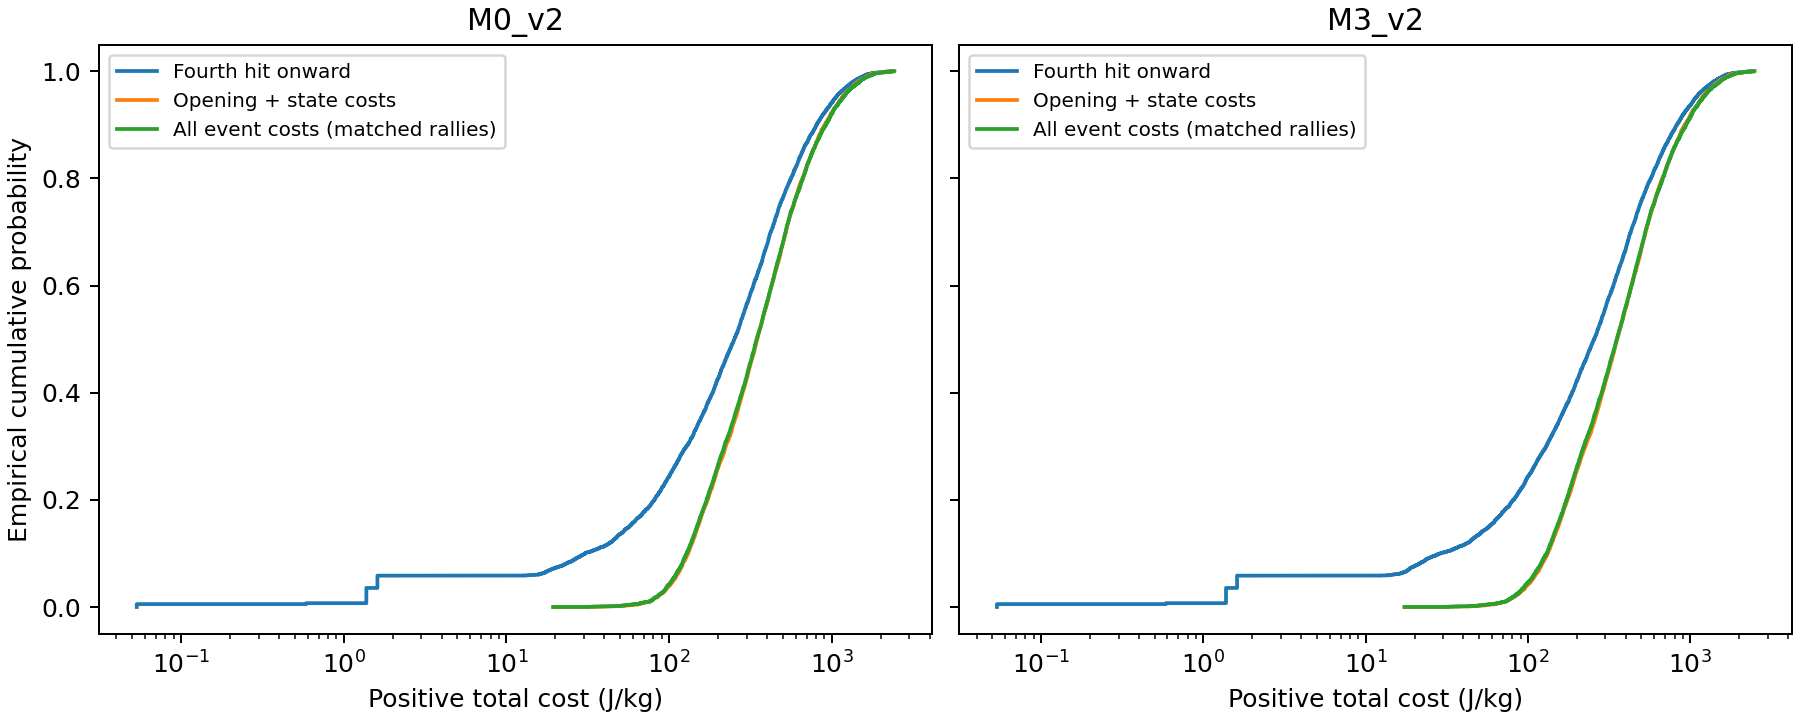 M0_v2
M3_v2
Fourth hit onward
Opening + state costs
All event costs (matched rallies)
Fourth hit onward
Opening + state costs
All event costs (matched rallies)
Empirical cumulative probability
1.0
0.8
0.6
0.4
0.2
0.0
10⁻¹ 10⁰ 10¹ 10² 10³
10⁻¹ 10⁰ 10¹ 10² 10³
Positive total cost (J/kg)
Positive total cost (J/kg)